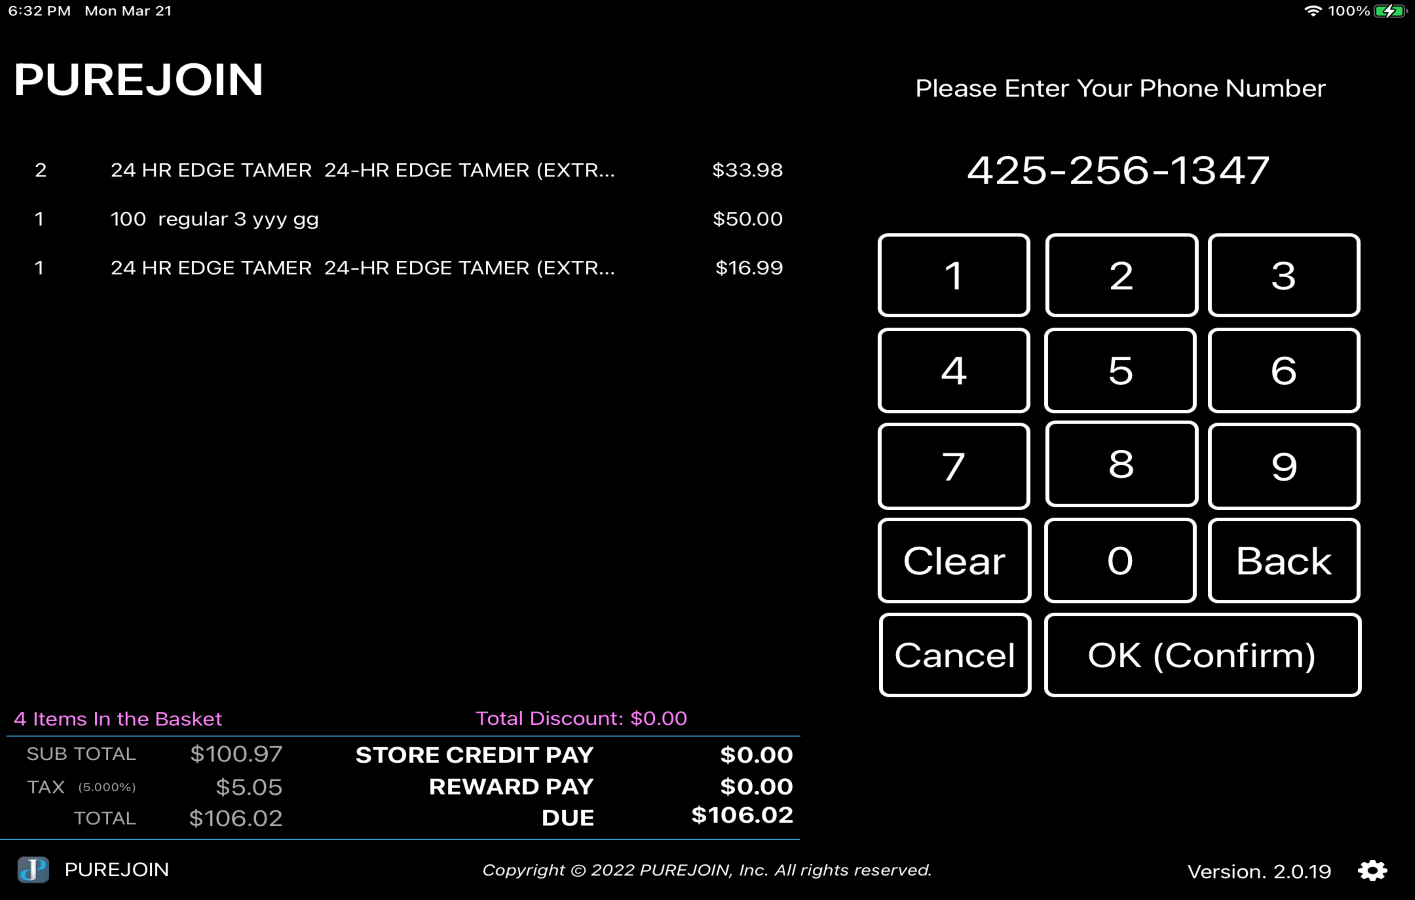 6:32 PM Mon Mar 21
100%
PUREJOIN
2 24 HR EDGE TAMER 24-HR EDGE TAMER (EXTR... $33.98
1 100 regular 3 yyy gg $50.00
1 24 HR EDGE TAMER 24-HR EDGE TAMER (EXTR... $16.99
4 Items In the Basket Total Discount: $0.00
SUB TOTAL $100.97 STORE CREDIT PAY $0.00
TAX (5.000%) $5.05 REWARD PAY $0.00
TOTAL $106.02 DUE $106.02
Please Enter Your Phone Number
425-256-1347
1 2 3
4 5 6
7 8 9
Clear 0 Back
Cancel OK (Confirm)
PUREJOIN Copyright © 2022 PUREJOIN, Inc. All rights reserved. Version. 2.0.19